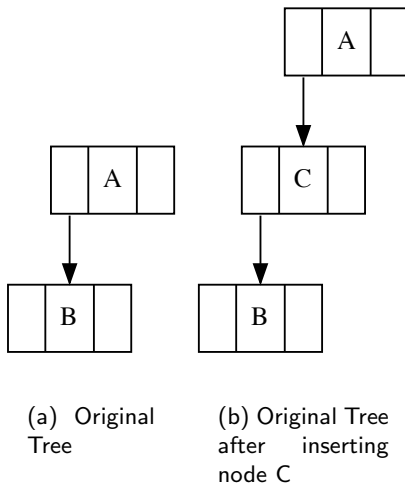 A
A
C
B
B
(a) Original
Tree
(b) Original Tree
after inserting
node C